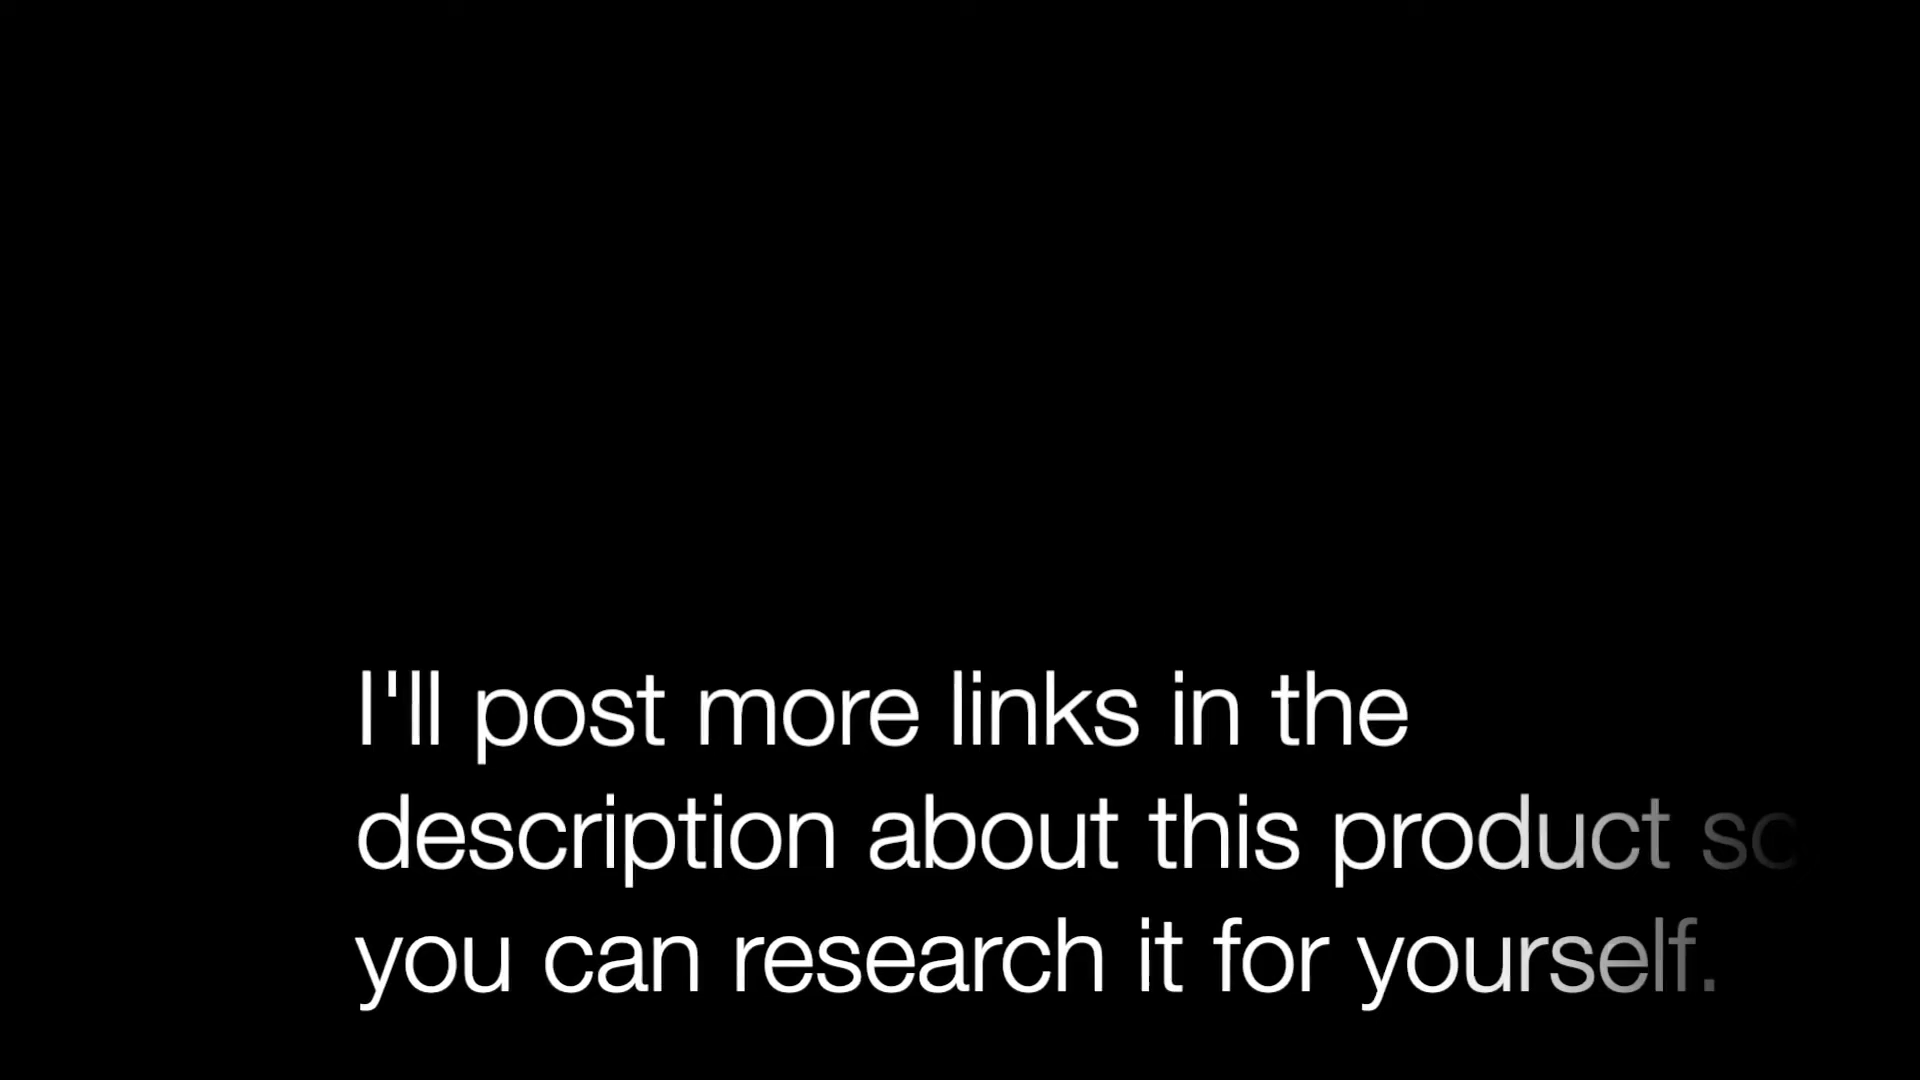 I'll post more links in the
description about this product so
you can research it for yourself.